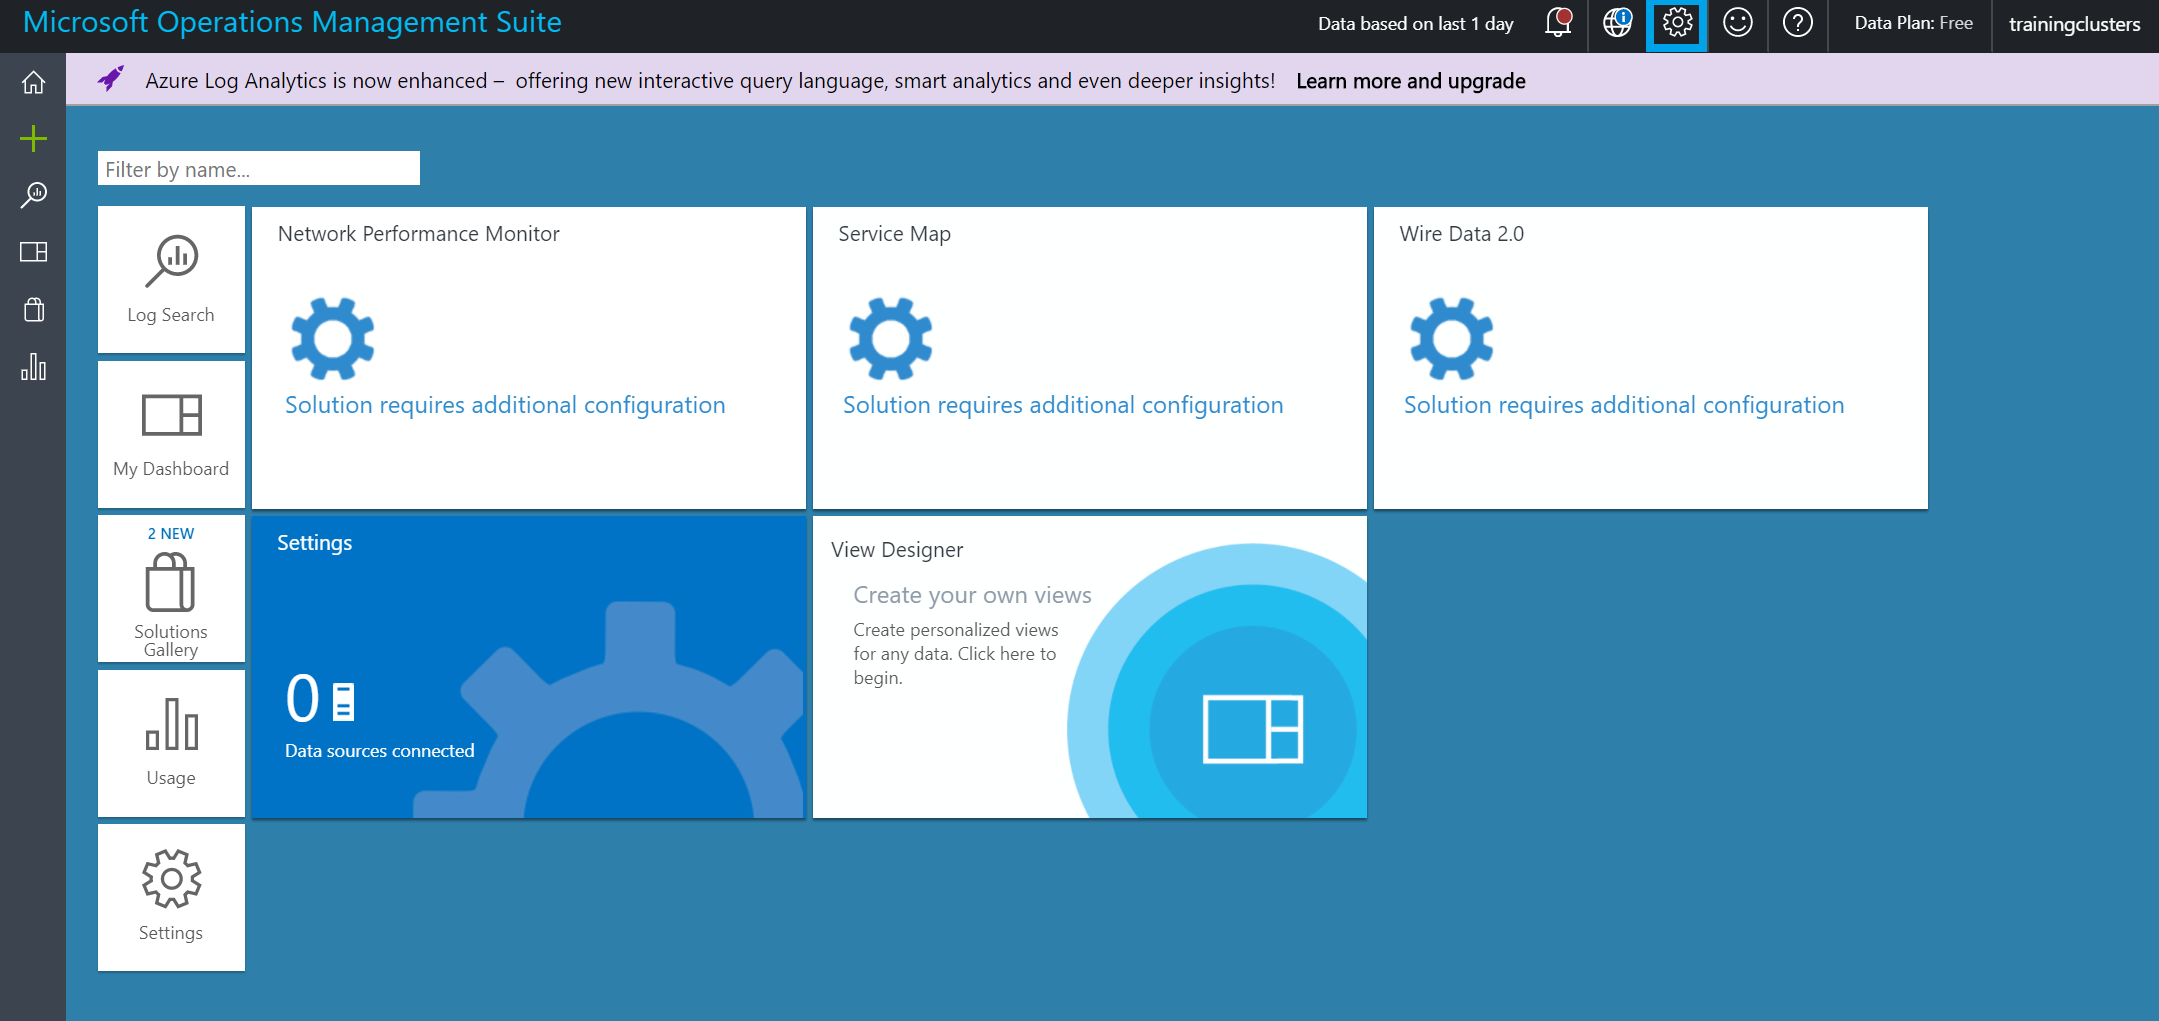 Microsoft Operations Management Suite
Data based on last 1 day
Data Plan: Free
trainingclusters
Azure Log Analytics is now enhanced – offering new interactive query language, smart analytics and even deeper insights! Learn more and upgrade
Filter by name...
Log Search
My Dashboard
2 NEW
Solutions
Gallery
Usage
Settings
Network Performance Monitor
Solution requires additional configuration
Service Map
Solution requires additional configuration
Wire Data 2.0
Solution requires additional configuration
Settings
0
Data sources connected
View Designer
Create your own views
Create personalized views
for any data. Click here to
begin.